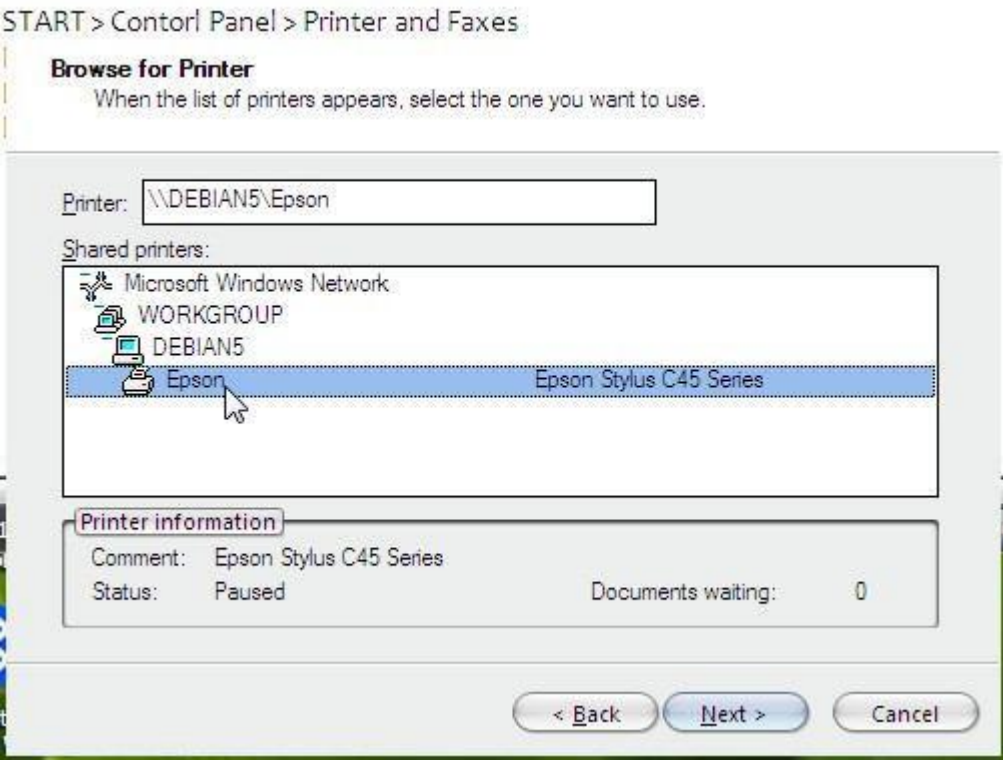 START > Contorl Panel > Printer and Faxes
Browse for Printer
When the list of printers appears, select the one you want to use.
Printer: \\DEBIAN5\Epson
Shared printers:
Microsoft Windows Network
WORKGROUP
DEBIAN5
Epson Epson Stylus C45 Series
Printer information
Comment: Epson Stylus C45 Series
Status: Paused Documents waiting: 0
< Back Next > Cancel